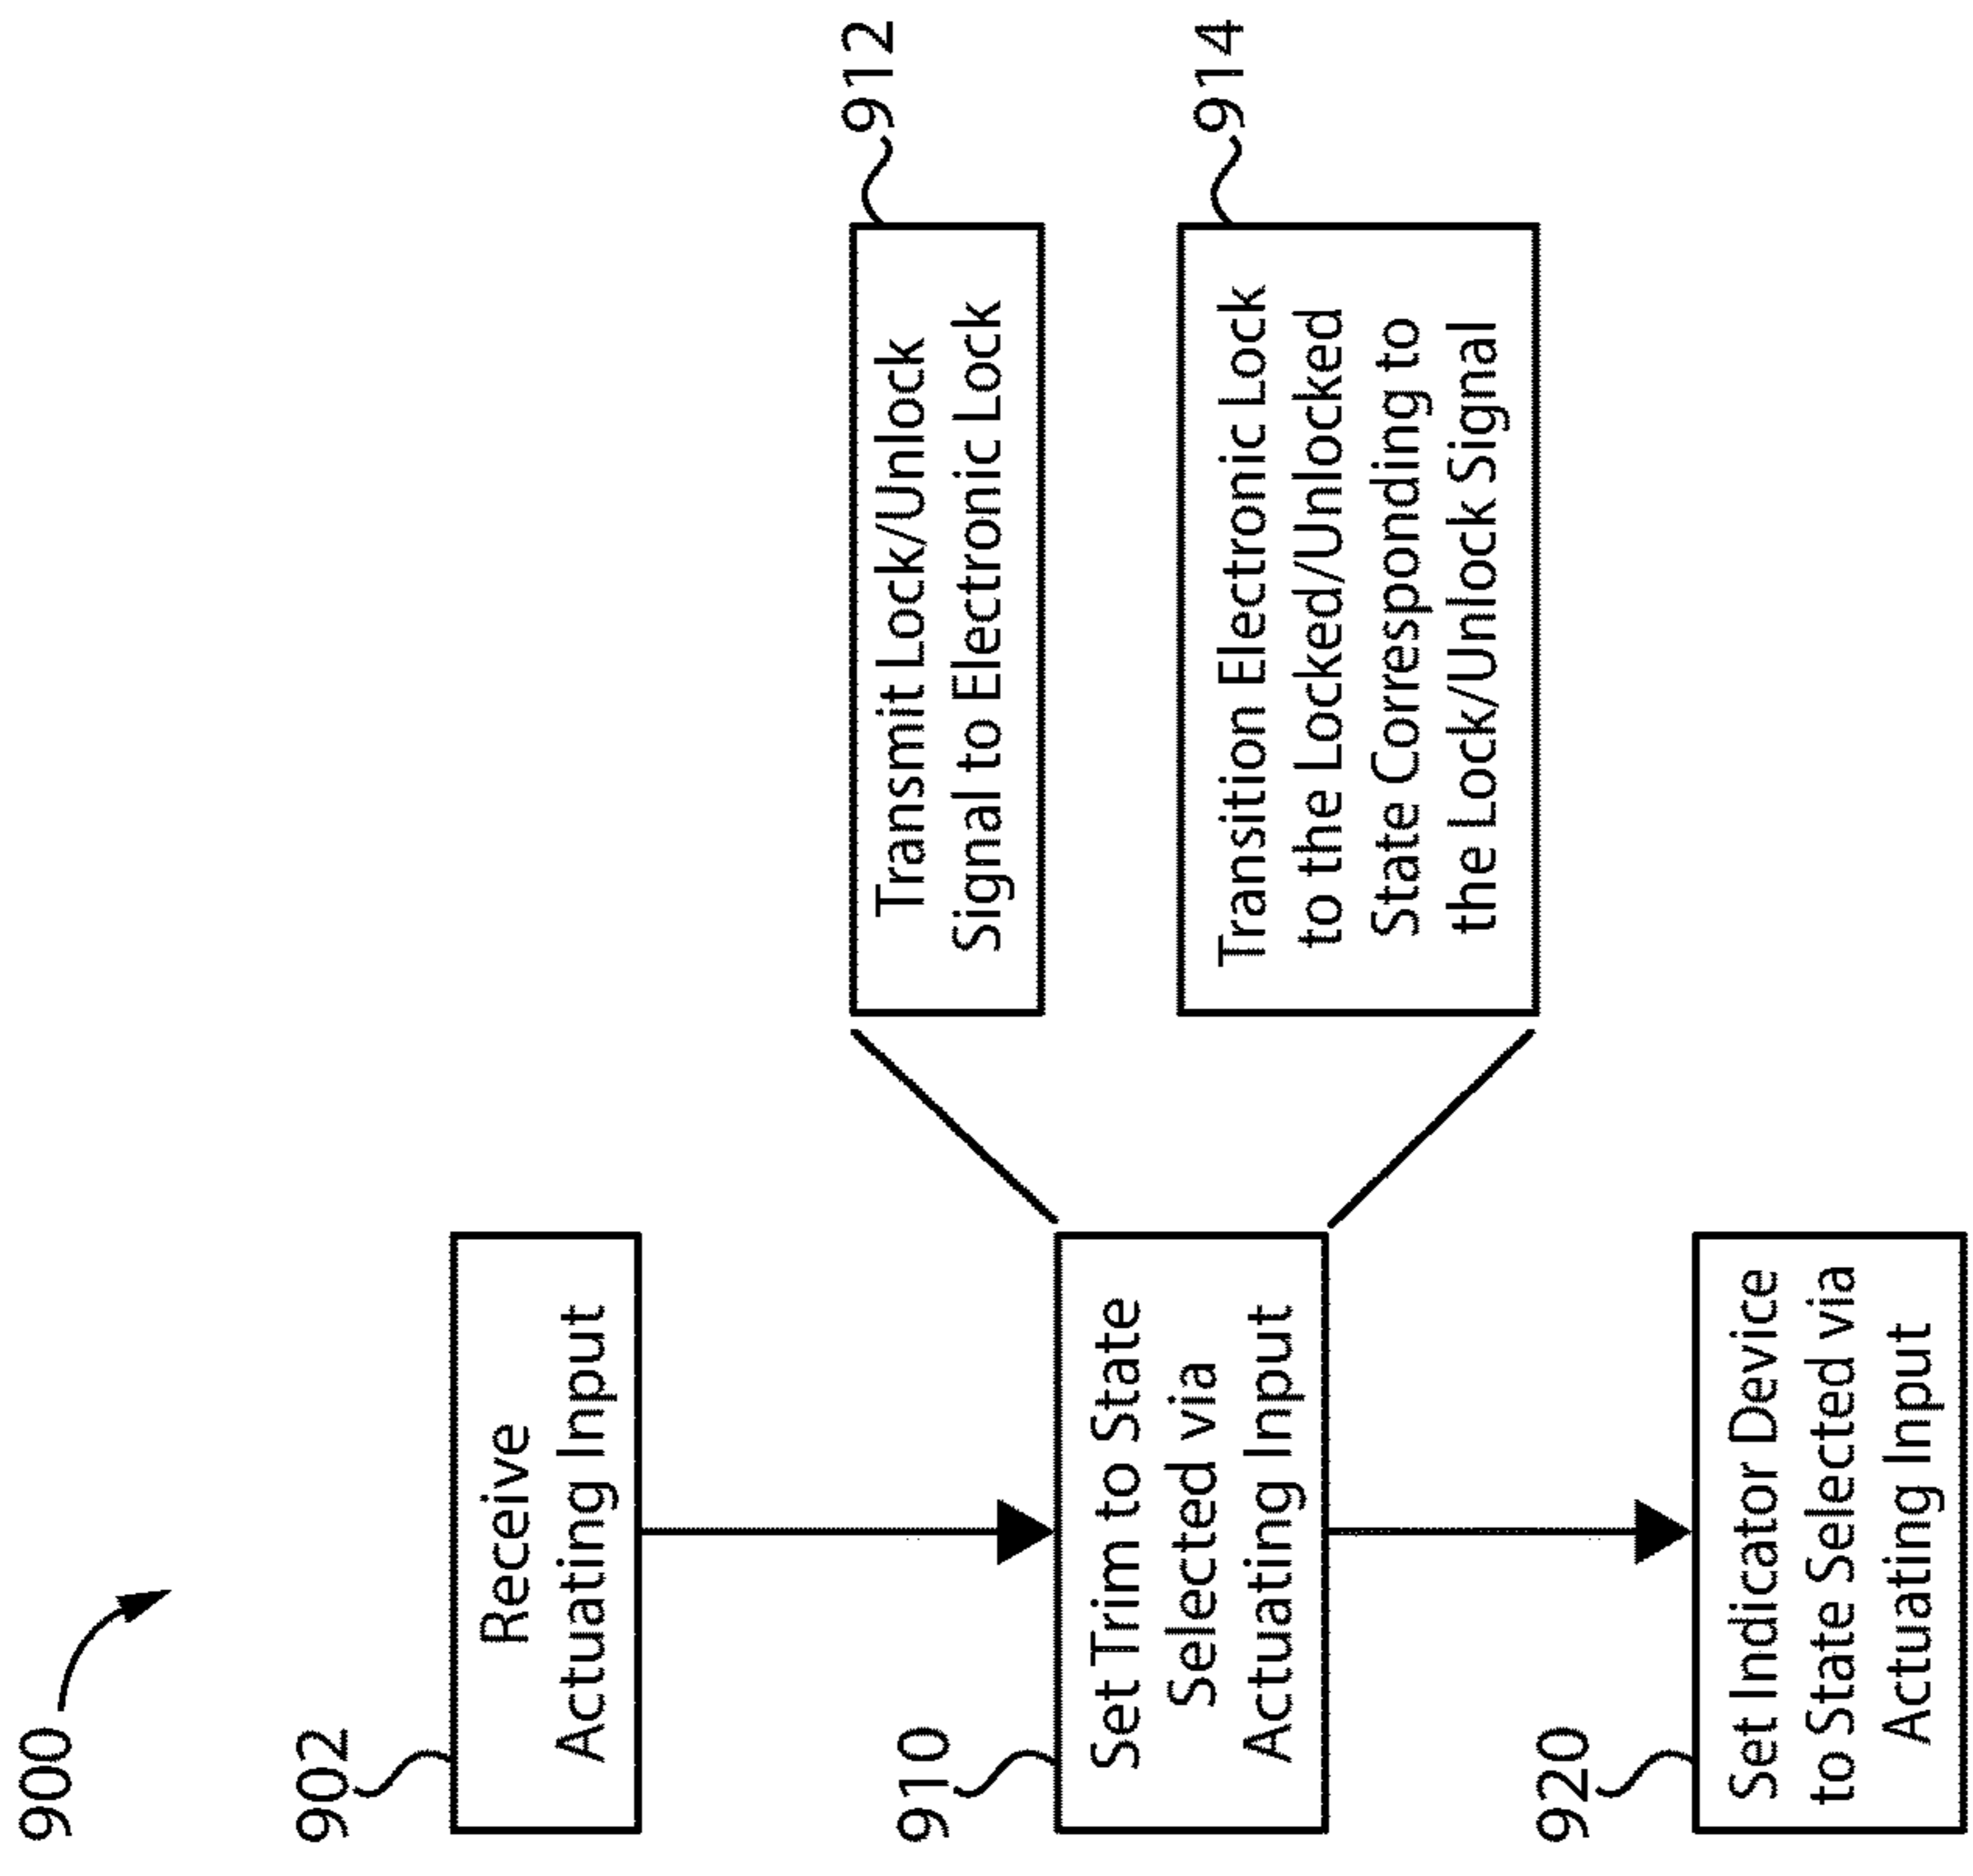 900
902
Receive
Actuating Input
910
Set Trim to State
Selected via
Actuating Input
912
Transmit Lock/Unlock
Signal to Electronic Lock
914
Transition Electronic Lock
to the Locked/Unlocked
State Corresponding to
the Lock/Unlock Signal
920
Set Indicator Device
to State Selected via
Actuating Input